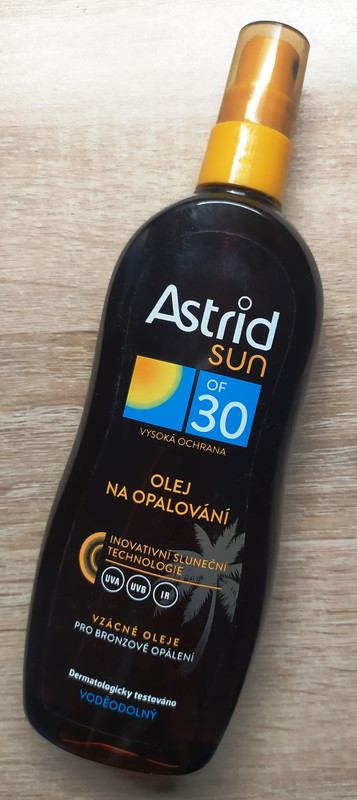 Astrid
sun
OF
30
VYSOKÁ OCHRANA
OLEJ
NA OPALOVÁNÍ
INOVATIVNÍ SLUNEČNÍ
TECHNOLOGIE
UVA UVB IR
VZÁCNÉ OLEJE
PRO BRONZOVÉ OPÁLENÍ
Dermatologicky testováno
VODĚODOLNÝ